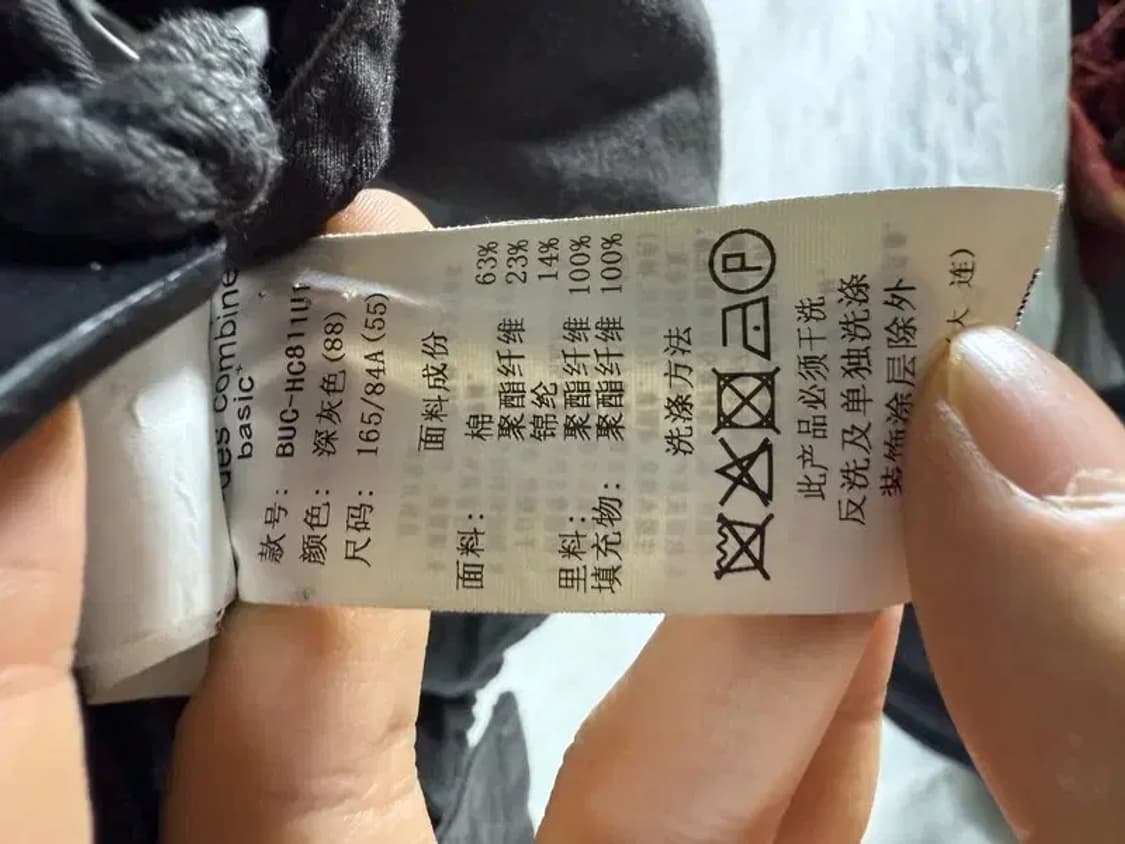 des combine
basic+
款号: BUC-HC811U
颜色: 深灰色(88)
尺码: 165/84A(55)
面料成份
面料: 棉 63%
聚酯纤维 23%
锦纶 14%
里料: 聚酯纤维 100%
填充物: 聚酯纤维 100%
洗涤方法
P
此产品必须干洗
反洗及单独洗涤
装饰涂层除外
连)